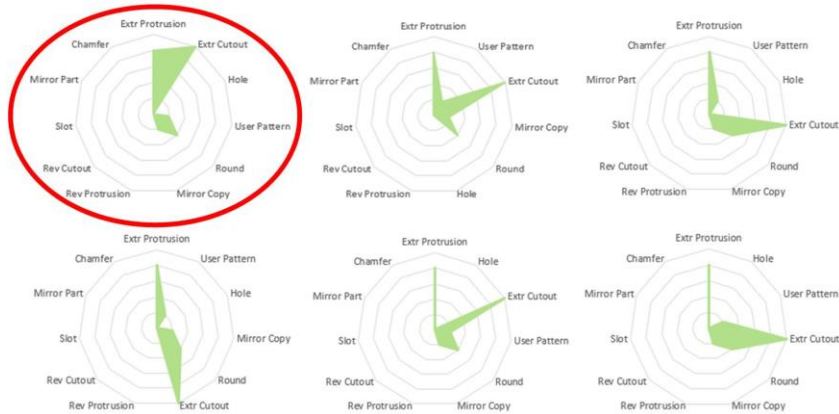 Extr Protrusion
Chamfer Extr Cutout
Mirror Part Hole
Slot User Pattern
Rev Cutout Round
Rev Protrusion Mirror Copy
Extr Protrusion
Chamfer User Pattern
Mirror Part Extr Cutout
Slot Mirror Copy
Rev Cutout Round
Rev Protrusion Hole
Extr Protrusion
Chamfer User Pattern
Mirror Part Hole
Slot Extr Cutout
Rev Cutout Round
Rev Protrusion Mirror Copy
Extr Protrusion
Chamfer User Pattern
Mirror Part Hole
Slot Mirror Copy
Rev Cutout Round
Rev Protrusion Extr Cutout
Extr Protrusion
Chamfer Hole
Mirror Part Extr Cutout
Slot User Pattern
Rev Cutout Round
Rev Protrusion Mirror Copy
Extr Protrusion
Chamfer Hole
Mirror Part User Pattern
Slot Extr Cutout
Rev Cutout Round
Rev Protrusion Mirror Copy